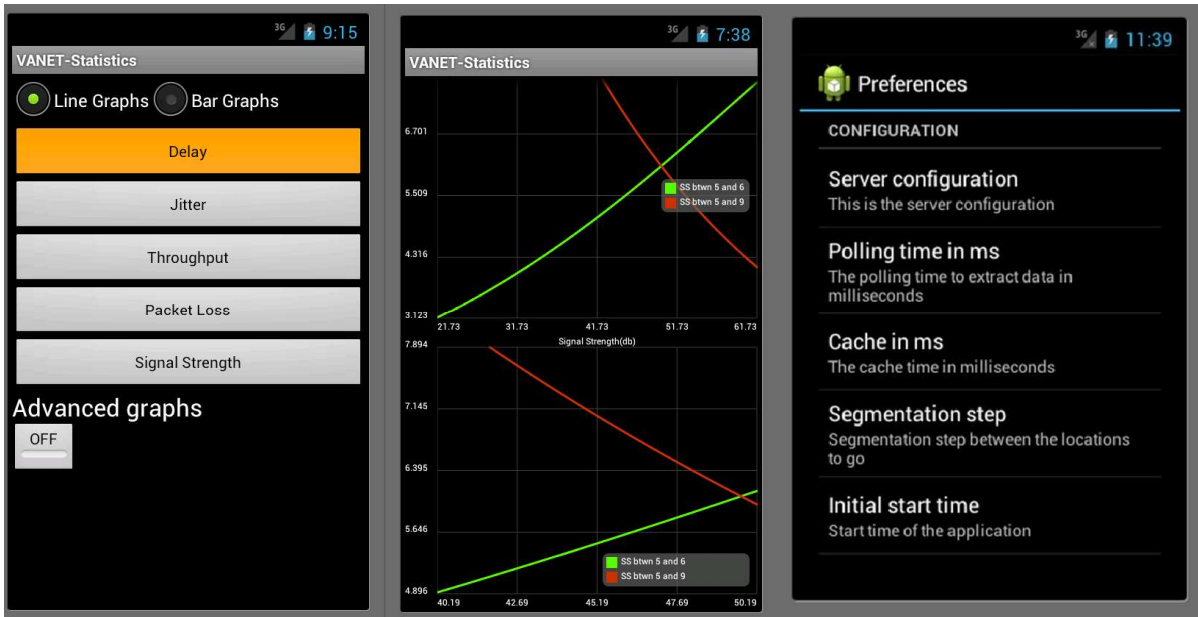 3G 9:15
VANET-Statistics
Line Graphs Bar Graphs
Delay
Jitter
Throughput
Packet Loss
Signal Strength
Advanced graphs
OFF
3G 7:38
VANET-Statistics
6.701
5.509
4.316
3.123
SS btwn 5 and 6
SS btwn 5 and 9
21.73 31.73 41.73 51.73 61.73
Signal Strength(db)
7.894
7.145
6.395
5.646
4.896
SS btwn 5 and 6
SS btwn 5 and 9
40.19 42.69 45.19 47.69 50.19
3G 11:39
Preferences
CONFIGURATION
Server configuration
This is the server configuration
Polling time in ms
The polling time to extract data in
milliseconds
Cache in ms
The cache time in milliseconds
Segmentation step
Segmentation step between the locations
to go
Initial start time
Start time of the application